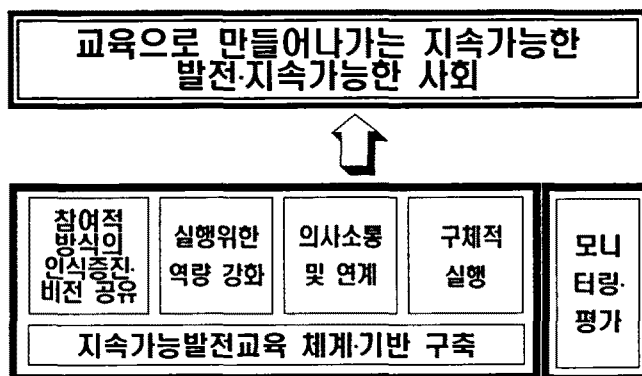 교육으로 만들어나가는 지속가능한
발전·지속가능한 사회
참여적
방식의
인식증진·
비전 공유
실행위한
역량 강화
의사소통
및 연계
구체적
실행
지속가능발전교육 체계·기반 구축
모니
터링·
평가